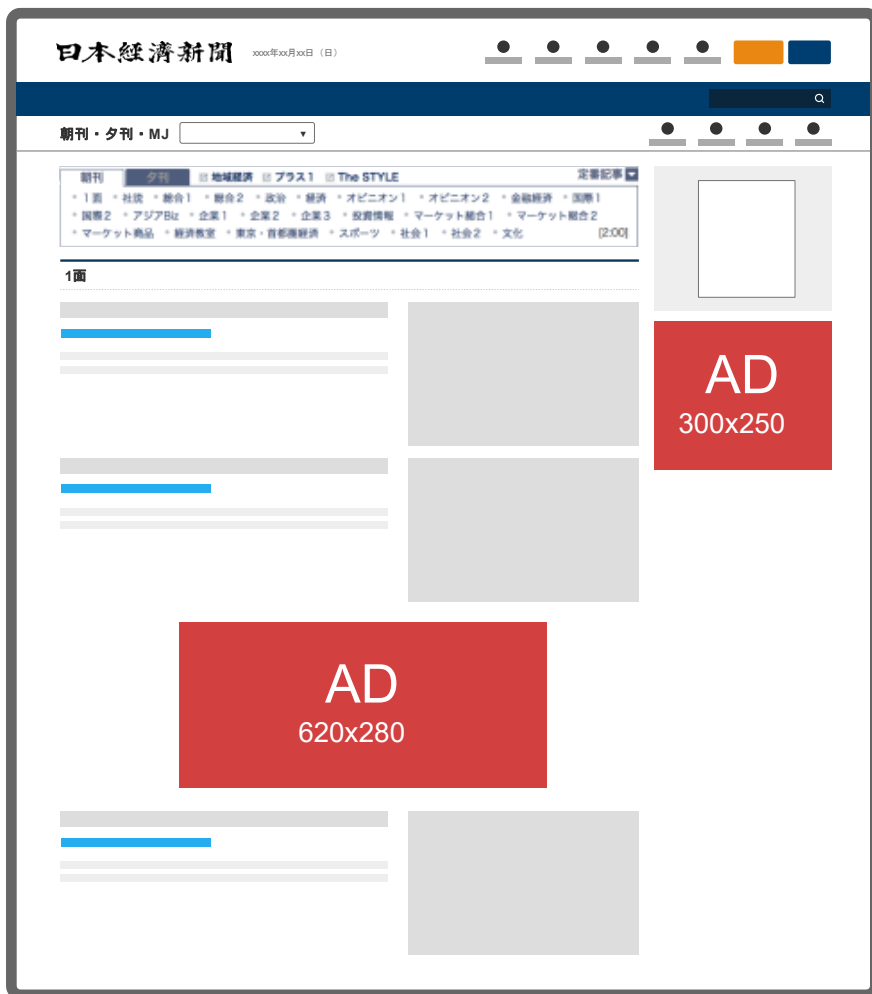 日本経済新聞 xxxx年xx月xx日（日）
朝刊・夕刊・MJ ▼
朝刊 夕刊 地域経済 プラス1 The STYLE 定番記事
1面 社説 総合1 総合2 政治 経済 オピニオン1 オピニオン2 金融経済 国際1
国際2 アジアBiz 企業1 企業2 企業3 投資情報 マーケット総合1 マーケット総合2
マーケット商品 経済教室 東京・首都圏経済 スポーツ 社会1 社会2 文化 [2:00]
1面
AD
300x250
AD
620x280